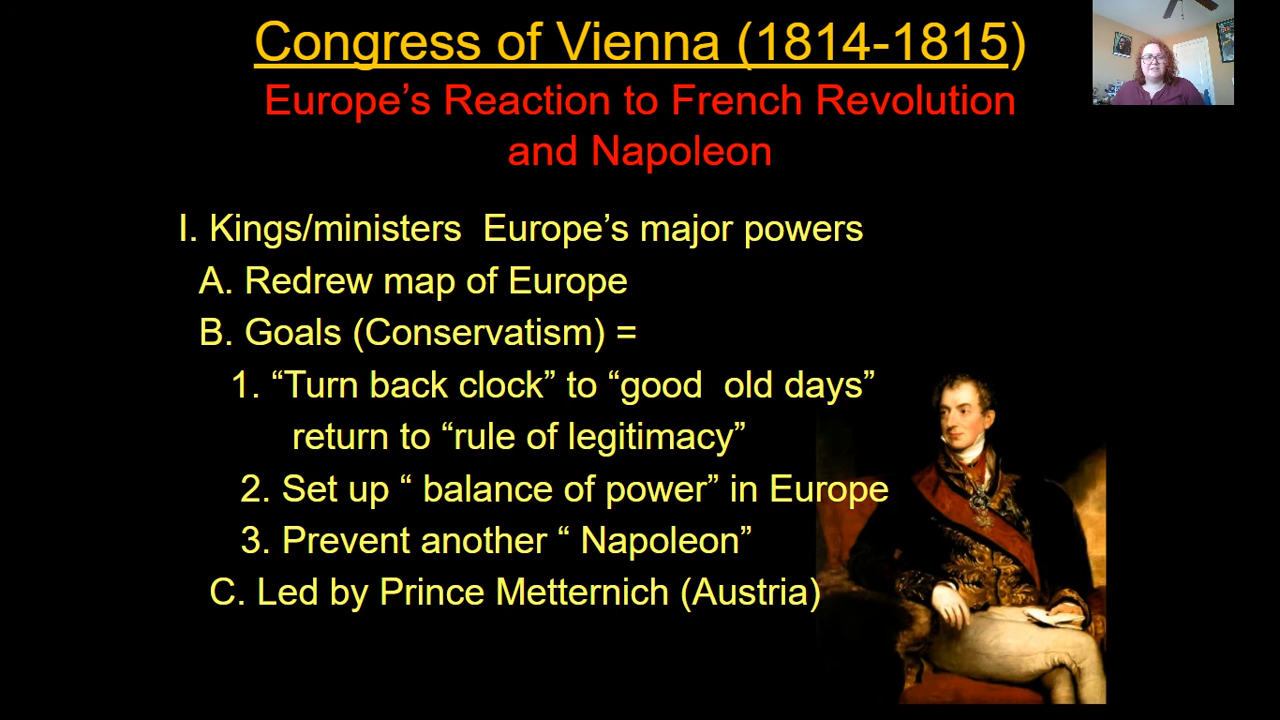 Congress of Vienna (1814-1815)
Europe’s Reaction to French Revolution
and Napoleon
I. Kings/ministers  Europe’s major powers
A. Redrew map of Europe
B. Goals (Conservatism) =
1. “Turn back clock” to “good  old days”
return to “rule of legitimacy”
2. Set up “ balance of power” in Europe
3. Prevent another “ Napoleon”
C. Led by Prince Metternich (Austria)